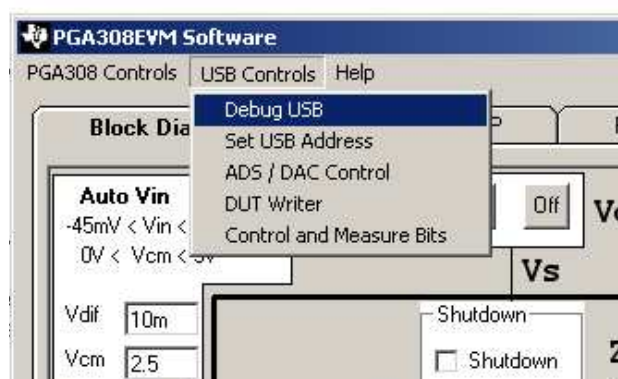 PGA308EVM Software
PGA308 Controls USB Controls Help
Debug USB
Set USB Address
ADS / DAC Control
DUT Writer
Control and Measure Bits
Block Dia
Auto Vin
-45mV < Vin <
0V < Vcm <
Off
Vs
Vdif 10m
Vcm 2.5
Shutdown
Shutdown